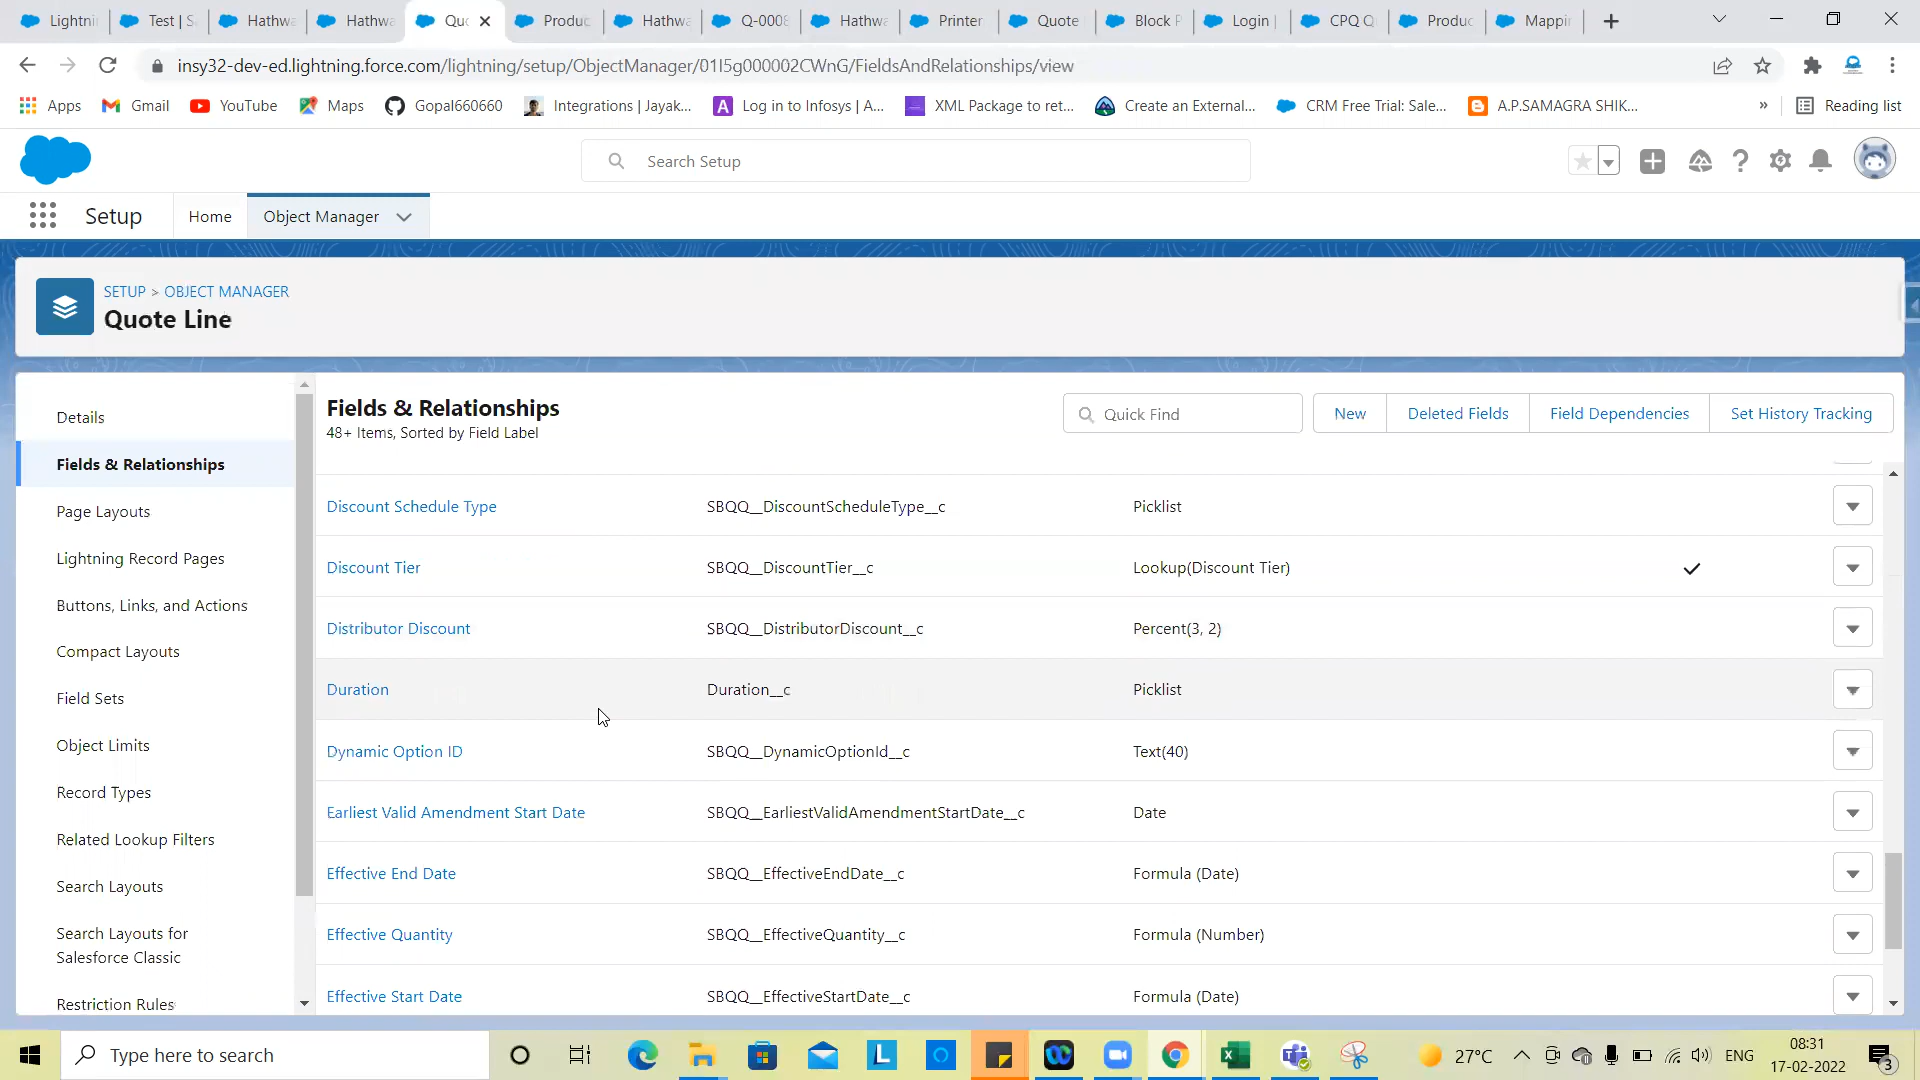 Lightnin
Test | S
Hathwa
Hathwa
Quo
Produc
Hathwa
Q-0008
Hathwa
Printer
Quote
Block P
Login |
CPQ Q
Produc
Mappin
insy32-dev-ed.lightning.force.com/lightning/setup/ObjectManager/01I5g000002CWnG/FieldsAndRelationships/view
Apps
Gmail
YouTube
Maps
Gopal660060
Integrations | Jayak...
Log in to Infosys | A...
XML Package to ret...
Create an External...
CRM Free Trial: Sale...
A.P.SAMAGRA SHIK...
»
Reading list
Search Setup
Setup
Home
Object Manager
SETUP > OBJECT MANAGER
Quote Line
Details
Fields & Relationships
Page Layouts
Lightning Record Pages
Buttons, Links, and Actions
Compact Layouts
Field Sets
Object Limits
Record Types
Related Lookup Filters
Search Layouts
Search Layouts for
Salesforce Classic
Restriction Rules
Fields & Relationships
48+ Items, Sorted by Field Label
Quick Find
New
Deleted Fields
Field Dependencies
Set History Tracking
Discount Schedule Type SBQQ__DiscountScheduleType__c Picklist
Discount Tier SBQQ__DiscountTier__c Lookup(Discount Tier)
Distributor Discount SBQQ__DistributorDiscount__c Percent(3, 2)
Duration Duration__c Picklist
Dynamic Option ID SBQQ__DynamicOptionId__c Text(40)
Earliest Valid Amendment Start Date SBQQ__EarliestValidAmendmentStartDate__c Date
Effective End Date SBQQ__EffectiveEndDate__c Formula (Date)
Effective Quantity SBQQ__EffectiveQuantity__c Formula (Number)
Effective Start Date SBQQ__EffectiveStartDate__c Formula (Date)
Type here to search
27°C
ENG
08:31
17-02-2022
3